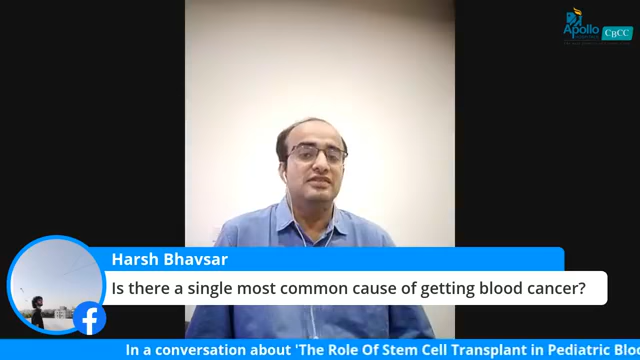 Apollo
CBCC
Harsh Bhavsar
Is there a single most common cause of getting blood cancer?
In a conversation about 'The Role Of Stem Cell Transplant in Pediatric Blo